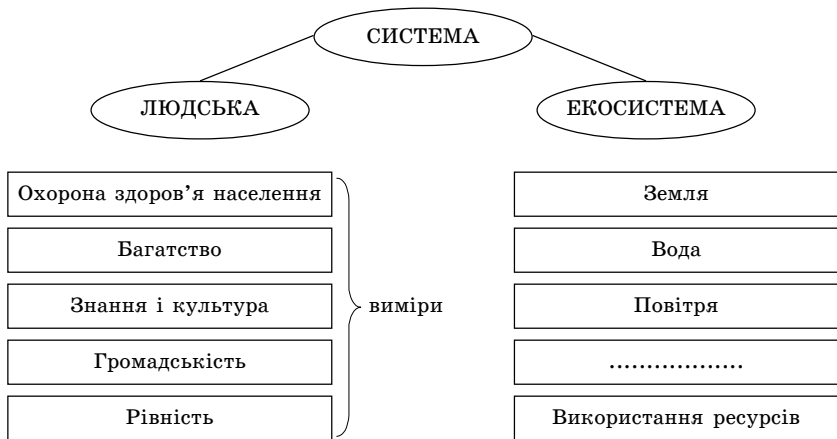 СИСТЕМА
ЛЮДСЬКА
ЕКОСИСТЕМА
Охорона здоров’я населення
Багатство
Знання і культура
Громадськість
Рівність
виміри
Земля
Вода
Повітря
..................
Використання ресурсів